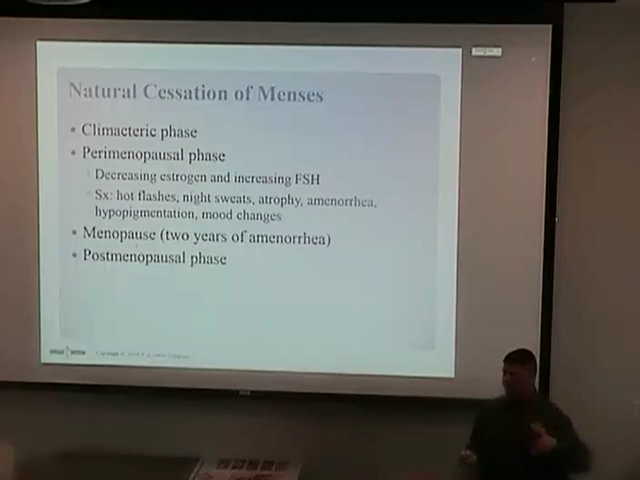 Natural Cessation of Menses
• Climacteric phase
• Perimenopausal phase
Decreasing estrogen and increasing FSH
Sx: hot flashes, night sweats, atrophy, amenorrhea,
hypopigmentation, mood changes
• Menopause (two years of amenorrhea)
• Postmenopausal phase